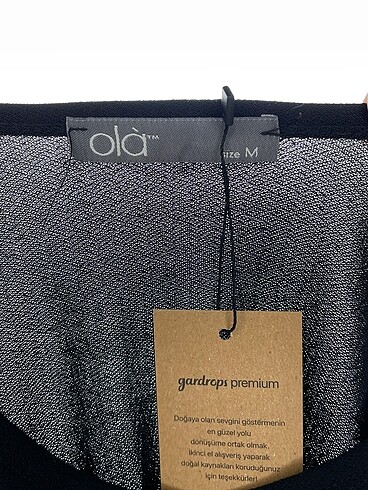 olà™
size M
gardrops premium
Doğaya olan sevgini göstermenin
en güzel yolu
dönüşüme ortak olmak.
İkinci el alışveriş yaparak
doğal kaynakları koruduğunuz
için teşekkürler!